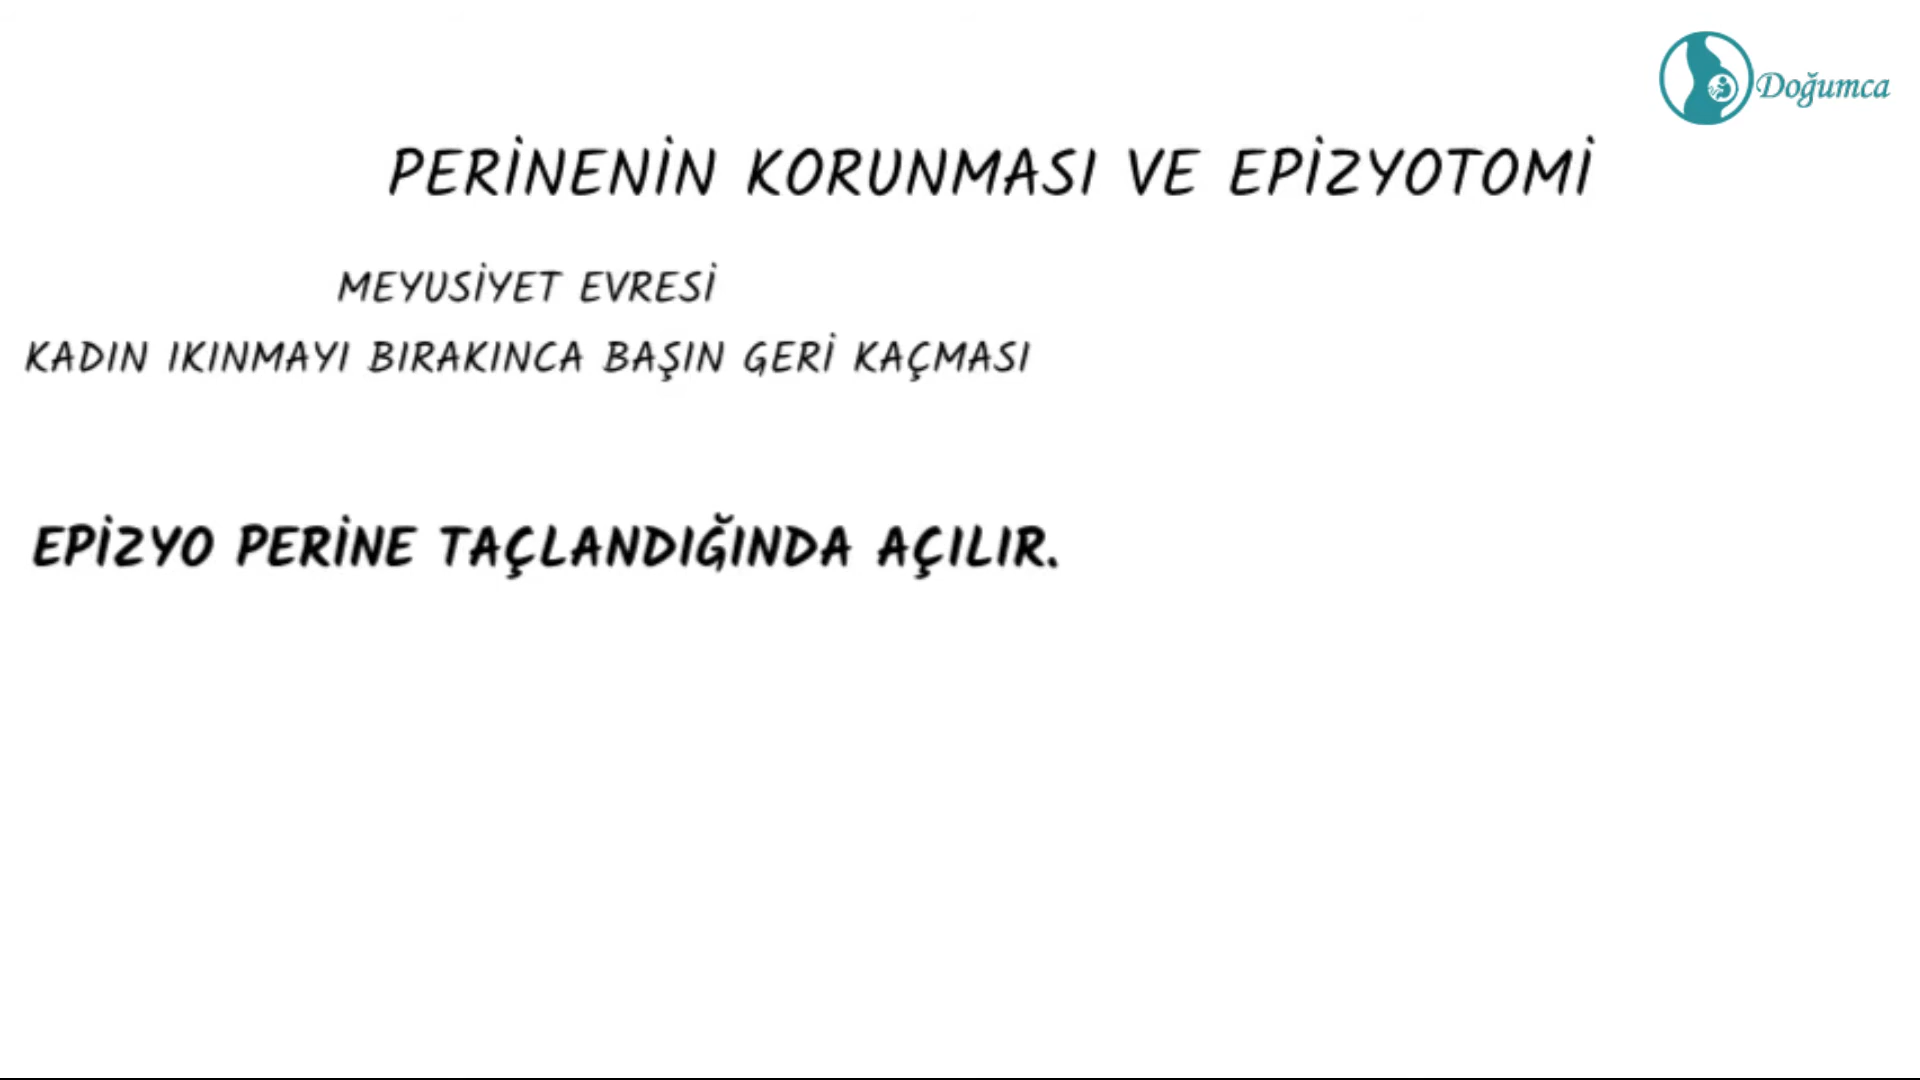 Doğumca
PERİNENİN KORUNMASI VE EPİZYOTOMİ
MEYUSİYET EVRESİ
KADIN IKINMAYI BIRAKINCA BAŞIN GERİ KAÇMASI
EPİZYO PERİNE TAÇLANDIĞINDA AÇILIR.